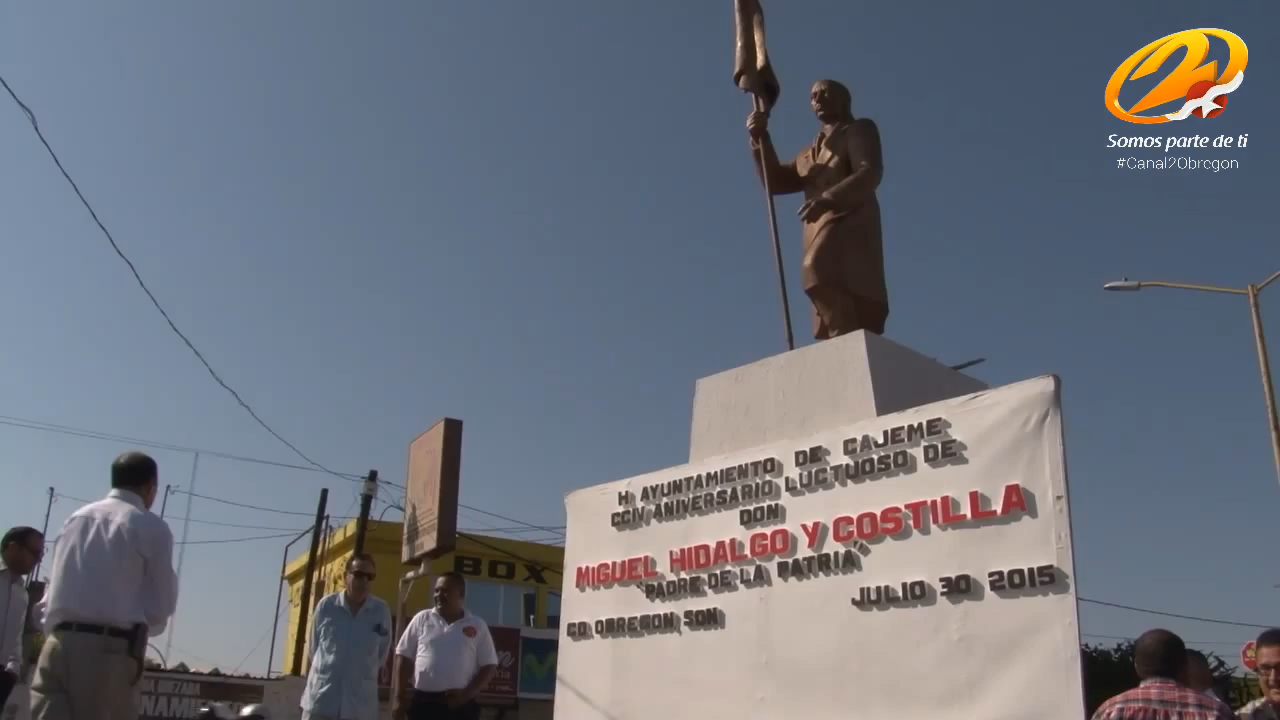 20
Somos parte de ti
#Canal2Obregon
H AYUNTAMIENTO DE CAJEME
CCIV ANIVERSARIO LUCTUOSO DE
DON
MIGUEL HIDALGO Y COSTILLA
"PADRE DE LA PATRIA"
JULIO 30 2015
CD OBREGON, SON
BOX